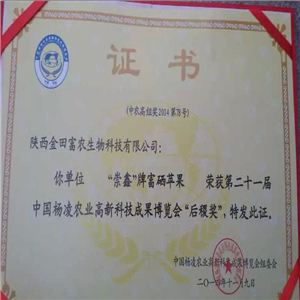 证书
（中农高组奖2014第78号）
陕西金田富农生物科技有限公司：
你单位 “崇鑫”牌富硒苹果 荣获第二十一届
中国杨凌农业高新科技成果博览会“后稷奖”，特发此证。
中国杨凌农业高新科技成果博览会组委会
二〇一四年十一月九日